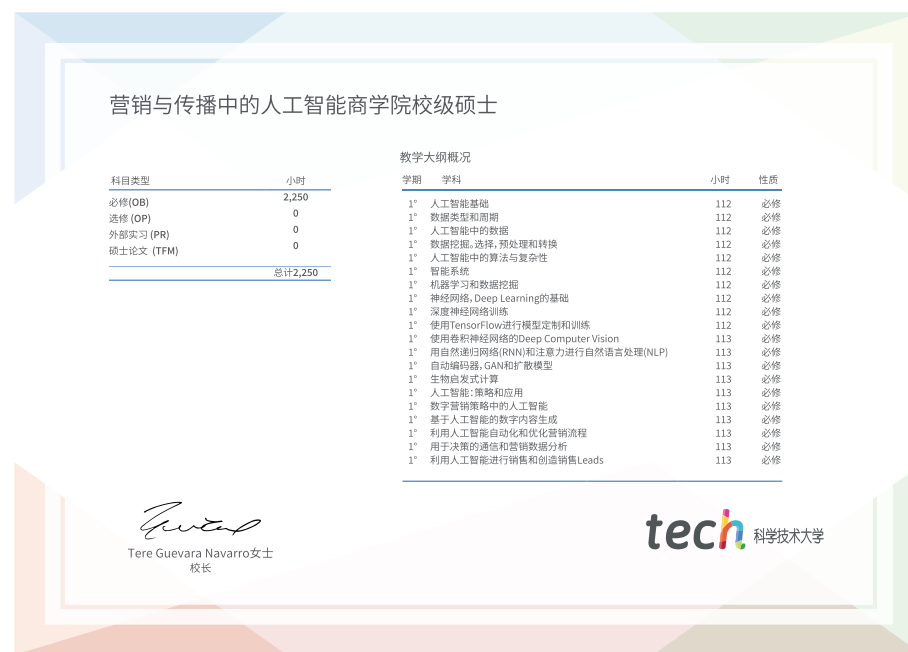 营销与传播中的人工智能商学院校级硕士
科目类型 小时
必修(OB) 2,250
选修 (OP) 0
外部实习 (PR) 0
硕士论文 (TFM) 0
总计2,250
教学大纲概况
学期 学科 小时 性质
1° 人工智能基础 112 必修
1° 数据类型和周期 112 必修
1° 人工智能中的数据 112 必修
1° 数据挖掘。选择，预处理和转换 112 必修
1° 人工智能中的算法与复杂性 112 必修
1° 智能系统 112 必修
1° 机器学习和数据挖掘 112 必修
1° 神经网络，Deep Learning的基础 112 必修
1° 深度神经网络训练 112 必修
1° 使用TensorFlow进行模型定制和训练 112 必修
1° 使用卷积神经网络的Deep Computer Vision 113 必修
1° 用自然递归网络(RNN)和注意力进行自然语言处理(NLP) 113 必修
1° 自动编码器，GAN和扩散模型 113 必修
1° 生物启发式计算 113 必修
1° 人工智能：策略和应用 113 必修
1° 数字营销策略中的人工智能 113 必修
1° 基于人工智能的数字内容生成 113 必修
1° 利用人工智能自动化和优化营销流程 113 必修
1° 用于决策的通信和营销数据分析 113 必修
1° 利用人工智能进行销售和创造销售Leads 113 必修
Tere Guevara Navarro女士
校长
tech 科学技术大学